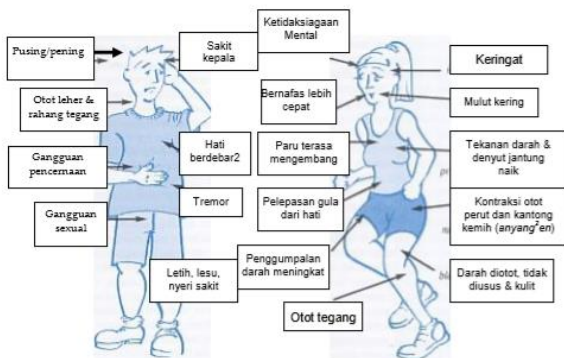 Pusing/pening
Sakit
kepala
Otot leher &
rahang tegang
Hati
berdebar2
Gangguan
pencernaan
Tremor
Gangguan
sexual
Letih, lesu,
nyeri sakit
Ketidaksiagaan
Mental
Keringat
Bernafas lebih
cepat
Mulut kering
Paru terasa
mengembang
Tekanan darah &
denyut jantung
naik
Pelepasan gula
dari hati
Kontraksi otot
perut dan kantong
kemih (anyang²en)
Penggumpalan
darah meningkat
Darah diotot, tidak
diusus & kulit
Otot tegang